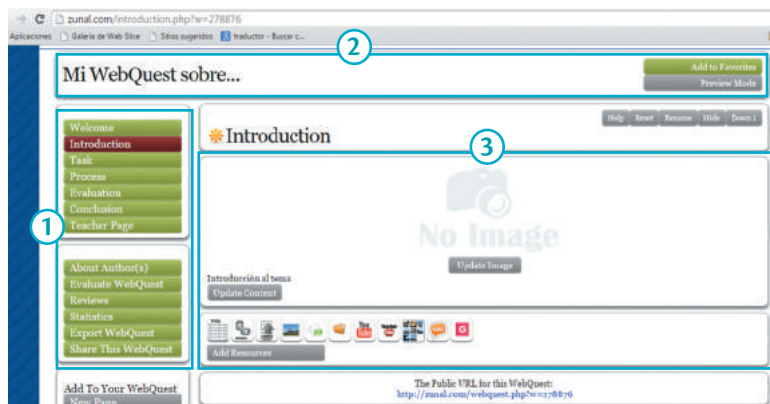 zunal.com/introduction.php?w=278876
Aplicaciones Galería de Web Slice Sitios sugeridos traductor - Buscar c...
2
Mi WebQuest sobre...
Add to Favorites
Preview Mode
Welcome
Introduction
Task
Process
Evaluation
Conclusion
Teacher Page
1
About Author(s)
Evaluate WebQuest
Reviews
Statistics
Export WebQuest
Share This WebQuest
Add To Your WebQuest
New Page
Introduction
Help Reset Rename Hide Down ↓
3
No Image
Update Image
Introducción al tema
Update Content
You Tube
Add Resources
The Public URL for this WebQuest:
http://zunal.com/webquest.php?w=278876